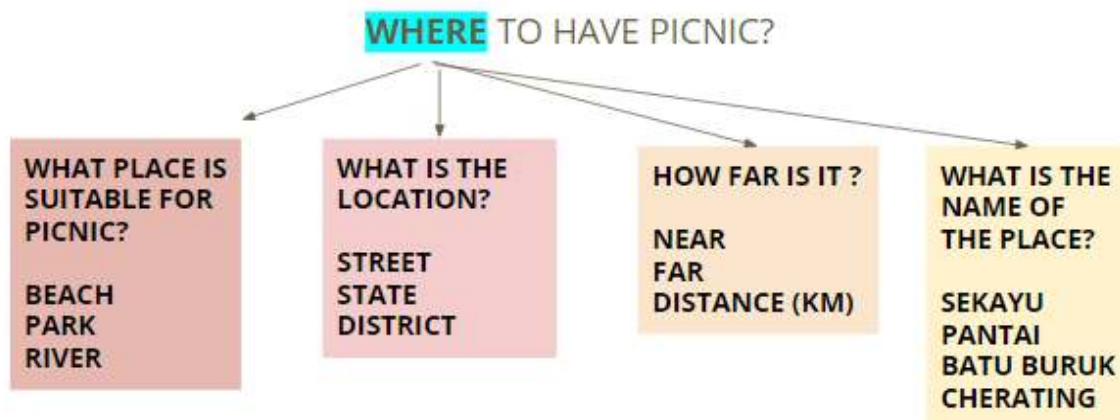 WHERE TO HAVE PICNIC?
WHAT PLACE IS
SUITABLE FOR
PICNIC?
BEACH
PARK
RIVER
WHAT IS THE
LOCATION?
STREET
STATE
DISTRICT
HOW FAR IS IT ?
NEAR
FAR
DISTANCE (KM)
WHAT IS THE
NAME OF
THE PLACE?
SEKAYU
PANTAI
BATU BURUK
CHERATING